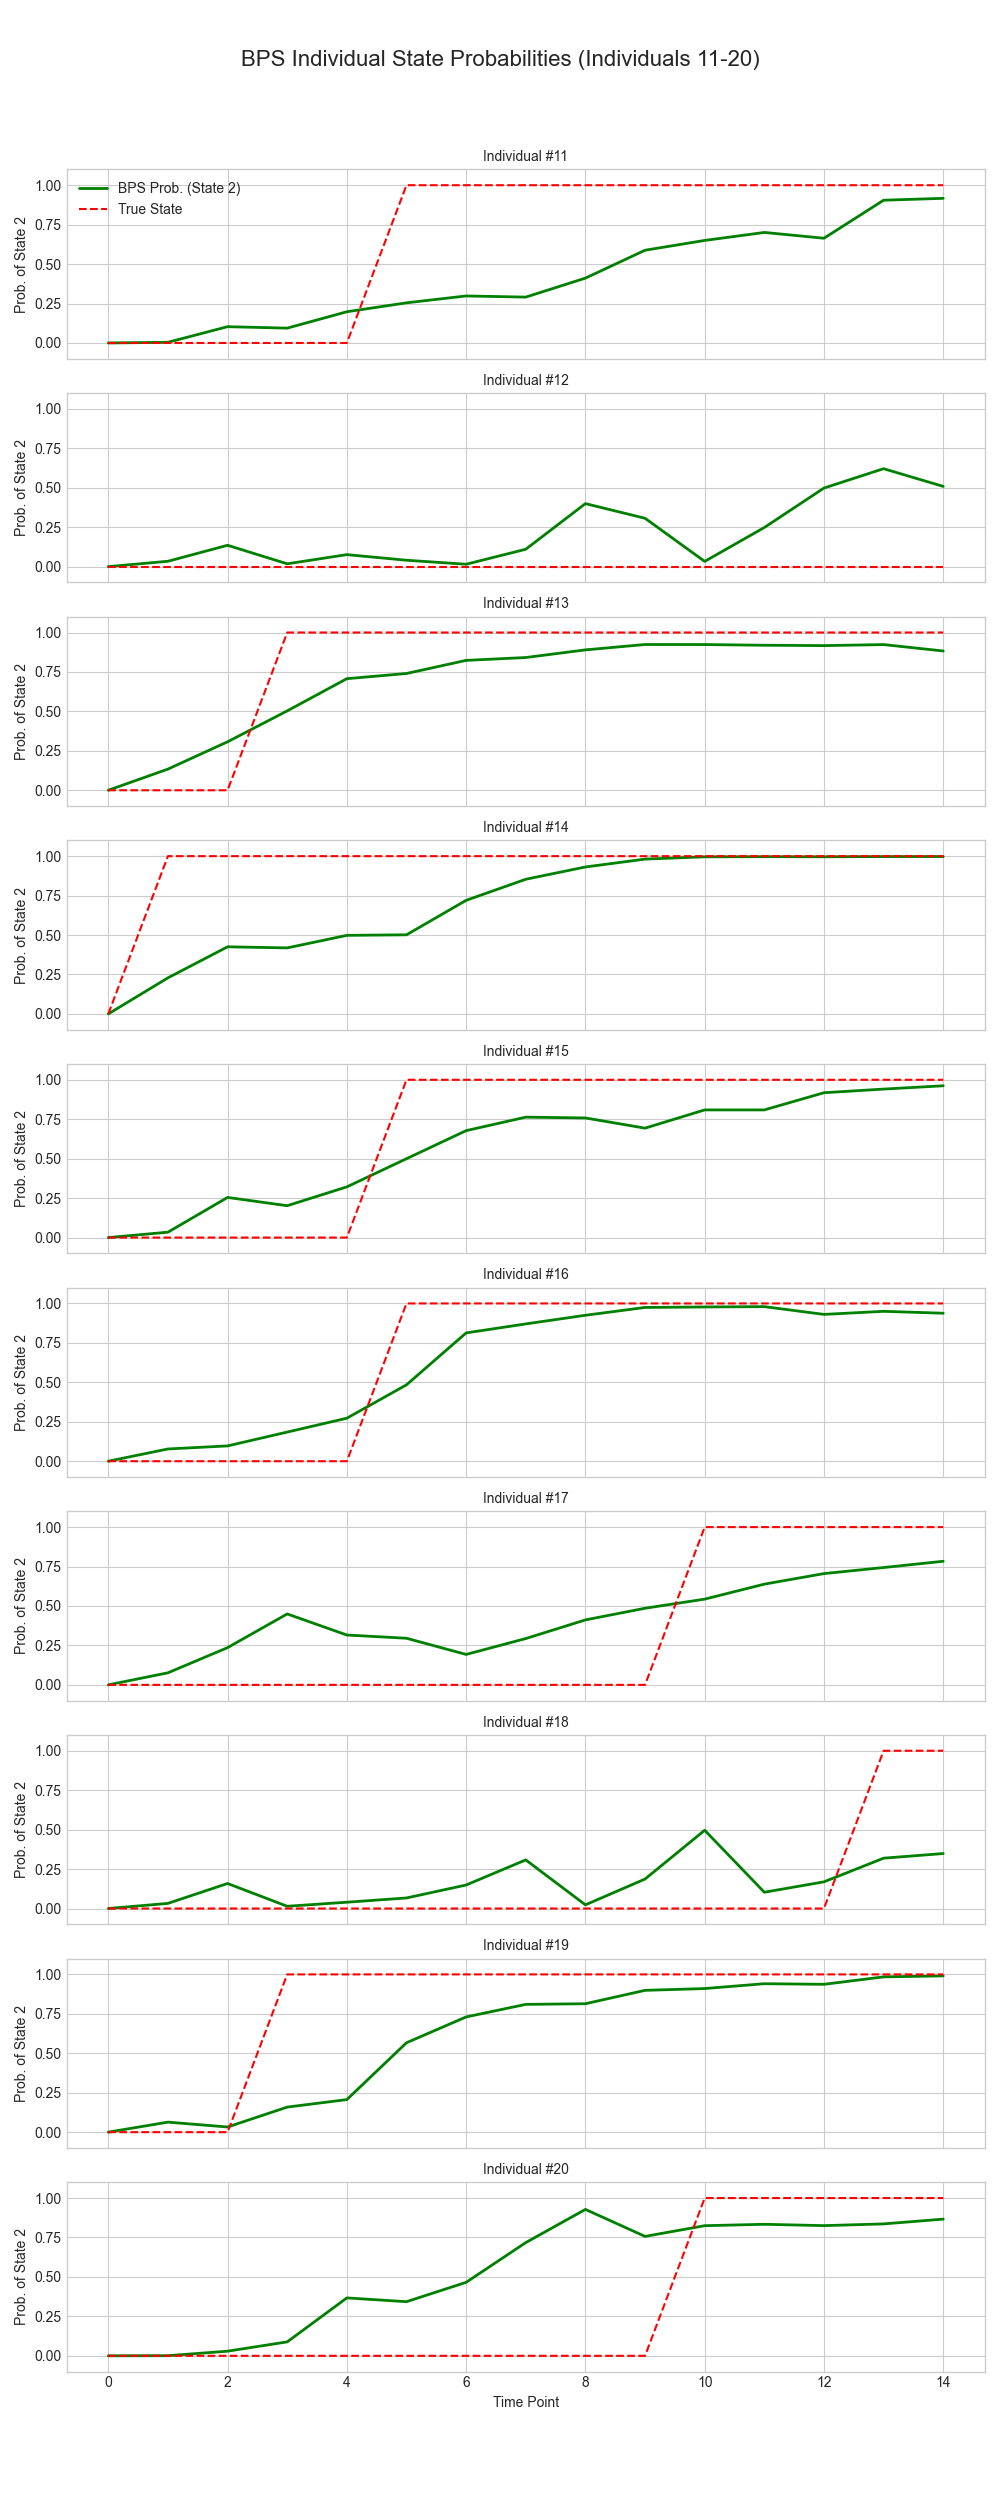 BPS Individual State Probabilities (Individuals 11-20)
Individual #11
1.00
0.75
0.50
0.25
0.00
Prob. of State 2
BPS Prob. (State 2)
True State
Individual #12
1.00
0.75
0.50
0.25
0.00
Prob. of State 2
Individual #13
1.00
0.75
0.50
0.25
0.00
Prob. of State 2
Individual #14
1.00
0.75
0.50
0.25
0.00
Prob. of State 2
Individual #15
1.00
0.75
0.50
0.25
0.00
Prob. of State 2
Individual #16
1.00
0.75
0.50
0.25
0.00
Prob. of State 2
Individual #17
1.00
0.75
0.50
0.25
0.00
Prob. of State 2
Individual #18
1.00
0.75
0.50
0.25
0.00
Prob. of State 2
Individual #19
1.00
0.75
0.50
0.25
0.00
Prob. of State 2
Individual #20
1.00
0.75
0.50
0.25
0.00
Prob. of State 2
0 2 4 6 8 10 12 14
Time Point